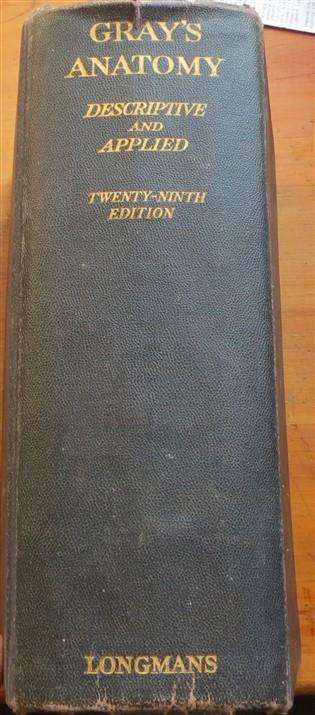 GRAY'S
ANATOMY
DESCRIPTIVE
AND
APPLIED
TWENTY-NINTH
EDITION
LONGMANS